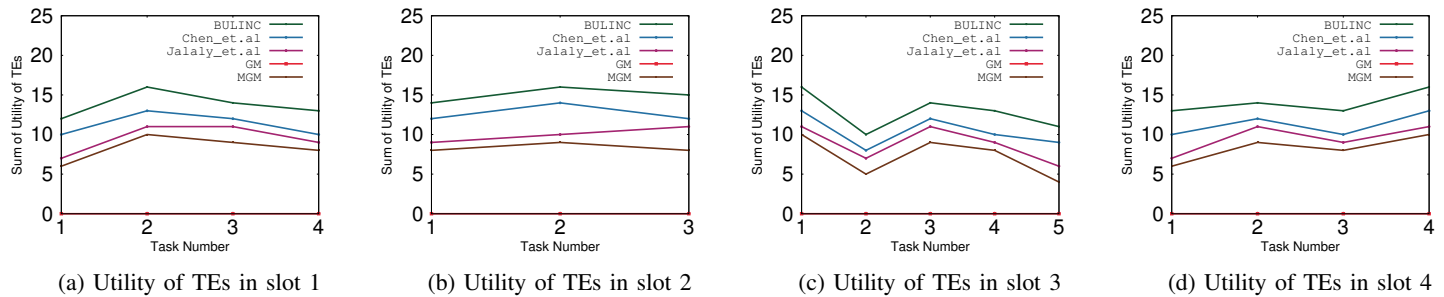 25
20
15
10
5
0
Sum of Utility of TEs
BULINC
Chen_et.al
Jalaly_et.al
GM
MGM
1 2 3 4
Task Number
(a) Utility of TEs in slot 1
25
20
15
10
5
0
Sum of Utility of TEs
BULINC
Chen_et.al
Jalaly_et.al
GM
MGM
1 2 3
Task Number
(b) Utility of TEs in slot 2
25
20
15
10
5
0
Sum of Utility of TEs
BULINC
Chen_et.al
Jalaly_et.al
GM
MGM
1 2 3 4 5
Task Number
(c) Utility of TEs in slot 3
25
20
15
10
5
0
Sum of Utility of TEs
BULINC
Chen_et.al
Jalaly_et.al
GM
MGM
1 2 3 4
Task Number
(d) Utility of TEs in slot 4